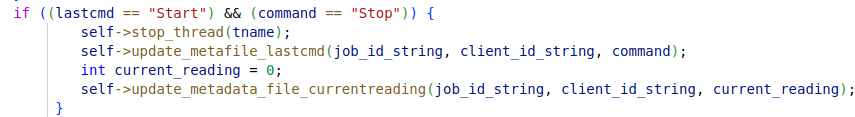 if ((lastcmd == "Start") && (command == "Stop")) {
self->stop_thread(tname);
self->update_metafile_lastcmd(job_id_string, client_id_string, command);
int current_reading = 0;
self->update_metadata_file_currentreading(job_id_string, client_id_string, current_reading);
}